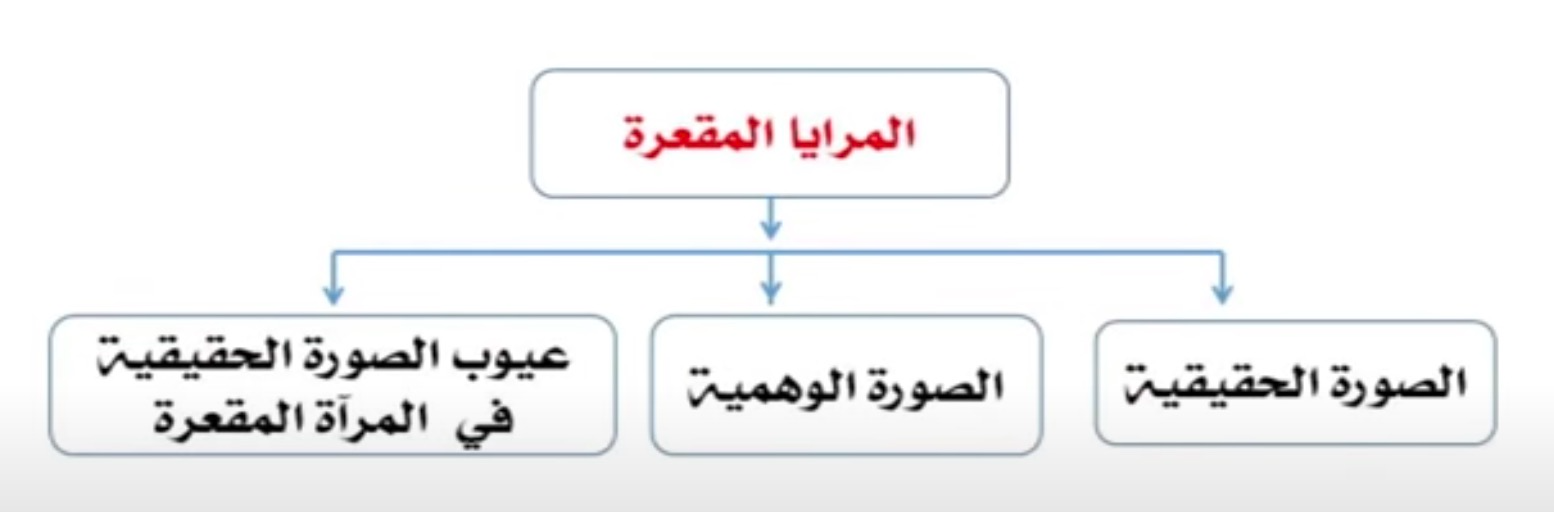 المرايا المقعرة
الصورة الحقيقية
الصورة الوهمية
عيوب الصورة الحقيقية
في المرآة المقعرة